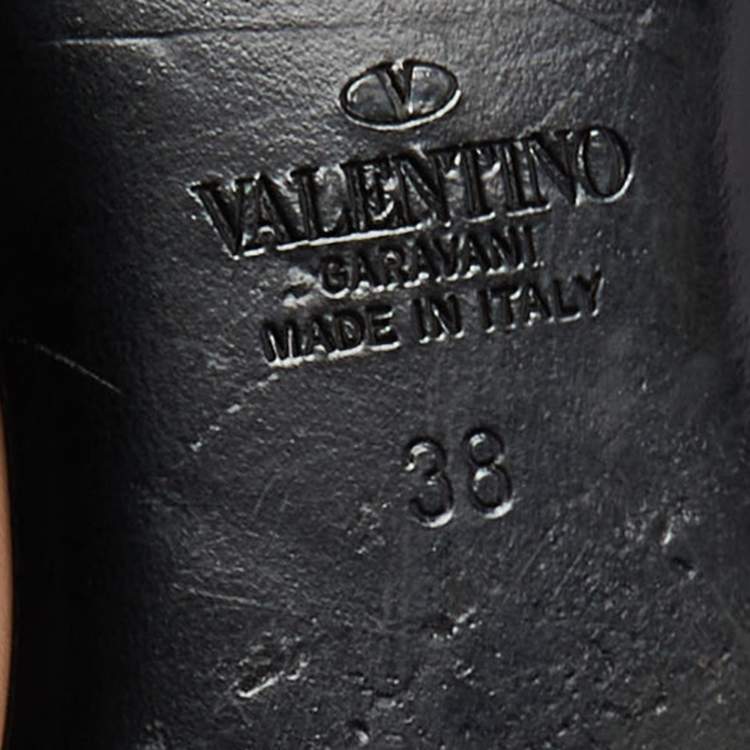 V
VALENTINO
GARAVANI
MADE IN ITALY
38